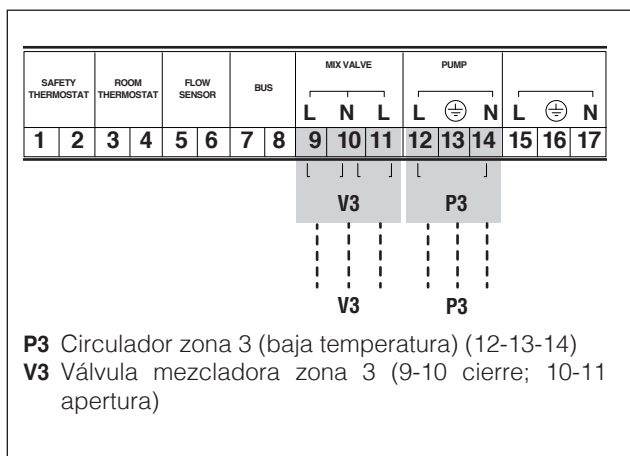 MIX VALVE PUMP
SAFETY ROOM FLOW BUS
THERMOSTAT THERMOSTAT SENSOR
L N L L ⏚ N L ⏚ N
1 2 3 4 5 6 7 8 9 10 11 12 13 14 15 16 17
V3 P3
V3 P3
P3 Circulador zona 3 (baja temperatura) (12-13-14)
V3 Válvula mezcladora zona 3 (9-10 cierre; 10-11
apertura)